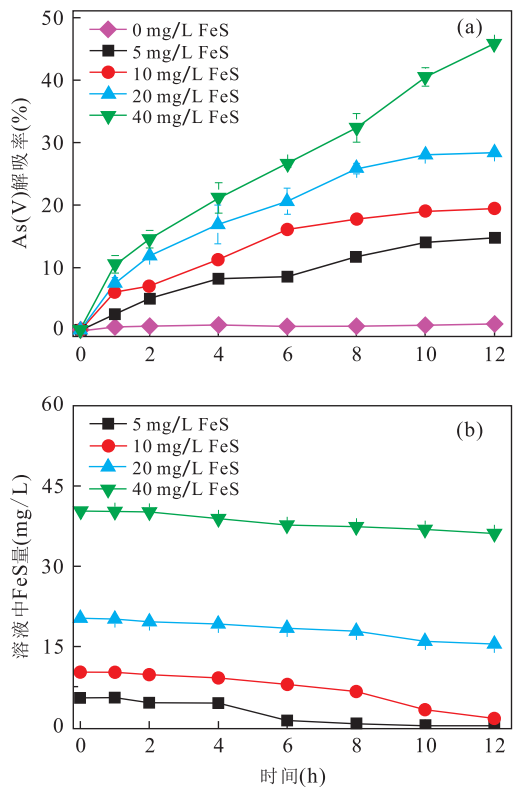 0 mg/L FeS
5 mg/L FeS
10 mg/L FeS
20 mg/L FeS
40 mg/L FeS
(a)
50
40
30
20
10
0
As(V)解吸率(%)
0 2 4 6 8 10 12
5 mg/L FeS
10 mg/L FeS
20 mg/L FeS
40 mg/L FeS
(b)
60
45
30
15
0
溶液中FeS量(mg/L)
0 2 4 6 8 10 12
时间(h)